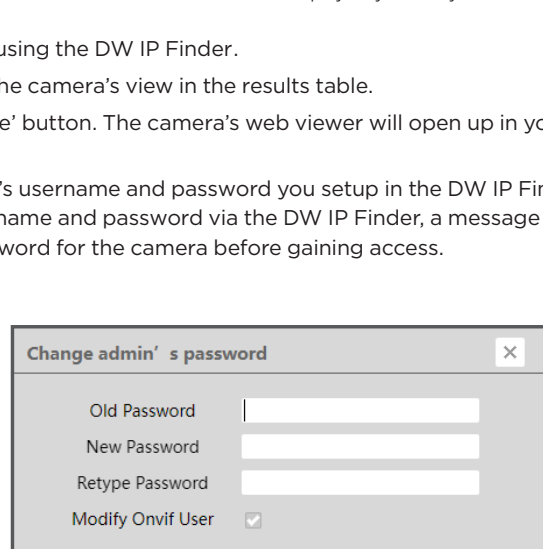 using the DW IP Finder.
he camera’s view in the results table.
e’ button. The camera’s web viewer will open up in yo
’s username and password you setup in the DW IP Fin
name and password via the DW IP Finder, a message
word for the camera before gaining access.
Change admin’ s password
Old Password
New Password
Retype Password
Modify Onvif User